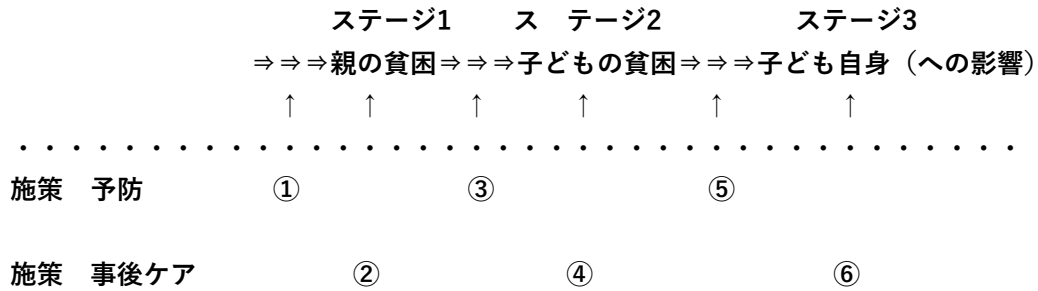 ステージ1 ス テージ2 ステージ3
⇒⇒⇒親の貧困⇒⇒⇒子どもの貧困⇒⇒⇒子ども自身（への影響）
↑ ↑ ↑ ↑ ↑ ↑
・・・・・・・・・・・・・・・・・・・・・・・・・・・・・・・・・・・・・・
施策 予防 ① ③ ⑤
施策 事後ケア ② ④ ⑥